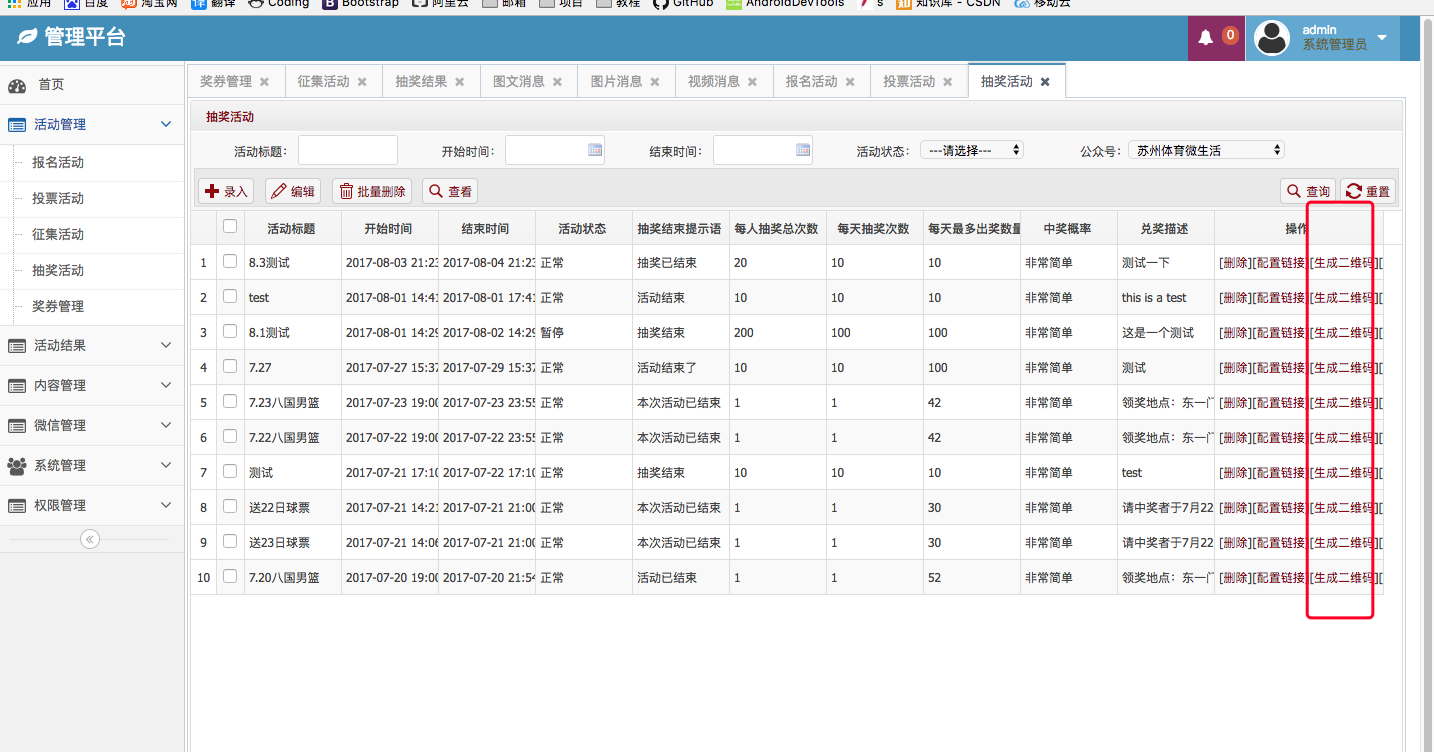 应用 百度 淘宝网 译 翻译 Coding B Bootstrap 阿里云 邮箱 项目 教程 GitHub AndroidDevTools s 知 知识库 - CSDN 移动云
管理平台 0 admin
系统管理员
首页
活动管理
报名活动
投票活动
征集活动
抽奖活动
奖券管理
活动结果
内容管理
微信管理
系统管理
权限管理
奖券管理 征集活动 抽奖结果 图文消息 图片消息 视频消息 报名活动 投票活动 抽奖活动
抽奖活动
活动标题: 开始时间: 结束时间: 活动状态: ---请选择--- 公众号: 苏州体育微生活
录入 编辑 批量删除 查看 查询 重置
活动标题 开始时间 结束时间 活动状态 抽奖结束提示语 每人抽奖总次数 每天抽奖次数 每天最多出奖数量 中奖概率 兑奖描述 操作
1 8.3测试 2017-08-03 21:23 2017-08-04 21:23 正常 抽奖已结束 20 10 10 非常简单 测试一下 [删除][配置链接][生成二维码][
2 test 2017-08-01 14:41 2017-08-01 17:41 正常 活动结束 10 10 10 非常简单 this is a test [删除][配置链接][生成二维码][
3 8.1测试 2017-08-01 14:29 2017-08-02 14:29 暂停 抽奖结束 200 100 100 非常简单 这是一个测试 [删除][配置链接][生成二维码][
4 7.27 2017-07-27 15:37 2017-07-29 15:37 正常 活动结束了 10 10 100 非常简单 测试 [删除][配置链接][生成二维码][
5 7.23八国男篮 2017-07-23 19:00 2017-07-23 23:55 正常 本次活动已结束 1 1 42 非常简单 领奖地点：东一门 [删除][配置链接][生成二维码][
6 7.22八国男篮 2017-07-22 19:00 2017-07-22 23:55 正常 本次活动已结束 1 1 42 非常简单 领奖地点：东一门 [删除][配置链接][生成二维码][
7 测试 2017-07-21 17:10 2017-07-22 17:10 正常 抽奖结束 10 10 10 非常简单 test [删除][配置链接][生成二维码][
8 送22日球票 2017-07-21 14:21 2017-07-21 21:00 正常 本次活动已结束 1 1 30 非常简单 请中奖者于7月22 [删除][配置链接][生成二维码][
9 送23日球票 2017-07-21 14:06 2017-07-21 21:00 正常 本次活动已结束 1 1 30 非常简单 请中奖者于7月22 [删除][配置链接][生成二维码][
10 7.20八国男篮 2017-07-20 19:00 2017-07-20 21:54 正常 活动已结束 1 1 52 非常简单 领奖地点：东一门 [删除][配置链接][生成二维码][